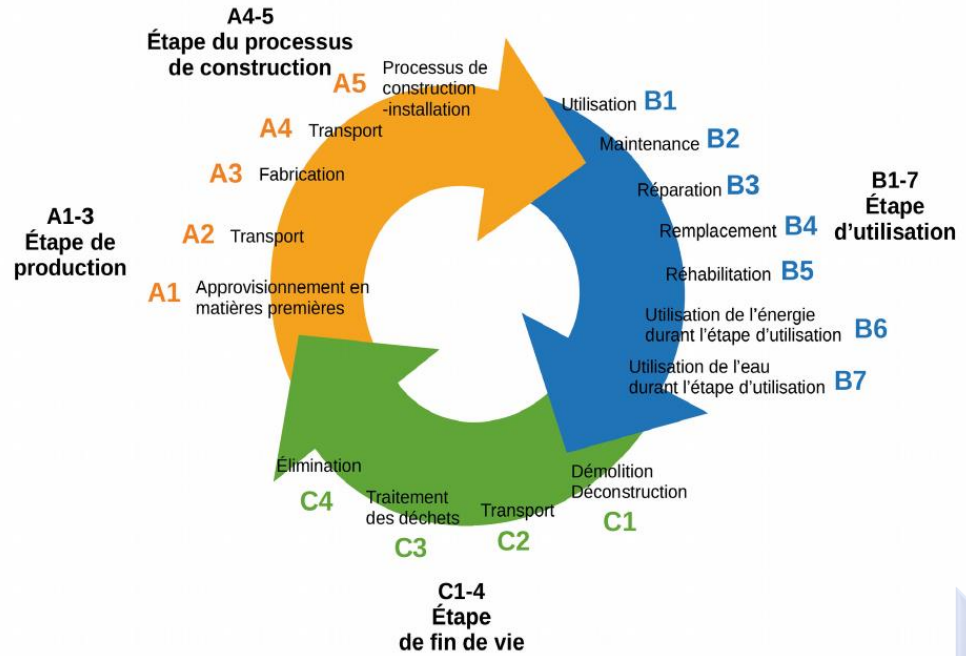 A4-5
Étape du processus
de construction
A5 Processus de
construction
-installation
A4 Transport
A3 Fabrication
A1-3
Étape de
production
A2 Transport
A1 Approvisionnement en
matières premières
Utilisation B1
Maintenance B2
Réparation B3
B1-7
Étape
d’utilisation
Remplacement B4
Réhabilitation B5
Utilisation de l’énergie
durant l’étape d’utilisation B6
Utilisation de l’eau
durant l’étape d’utilisation B7
Démolition
Déconstruction
C1
Transport
C2
Traitement
des déchets
C3
Élimination
C4
C1-4
Étape
de fin de vie